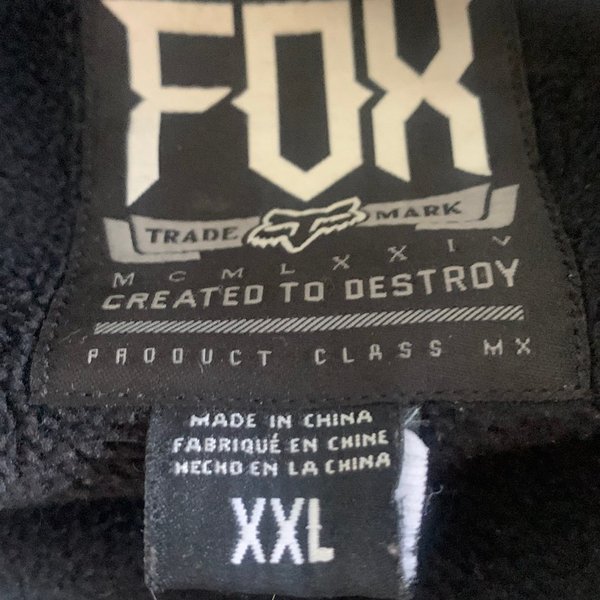 FOX
TRADE MARK
MCMLXXIV
CREATED TO DESTROY
PRODUCT CLASS MX
MADE IN CHINA
FABRIQUÉ EN CHINE
HECHO EN LA CHINA
XXL